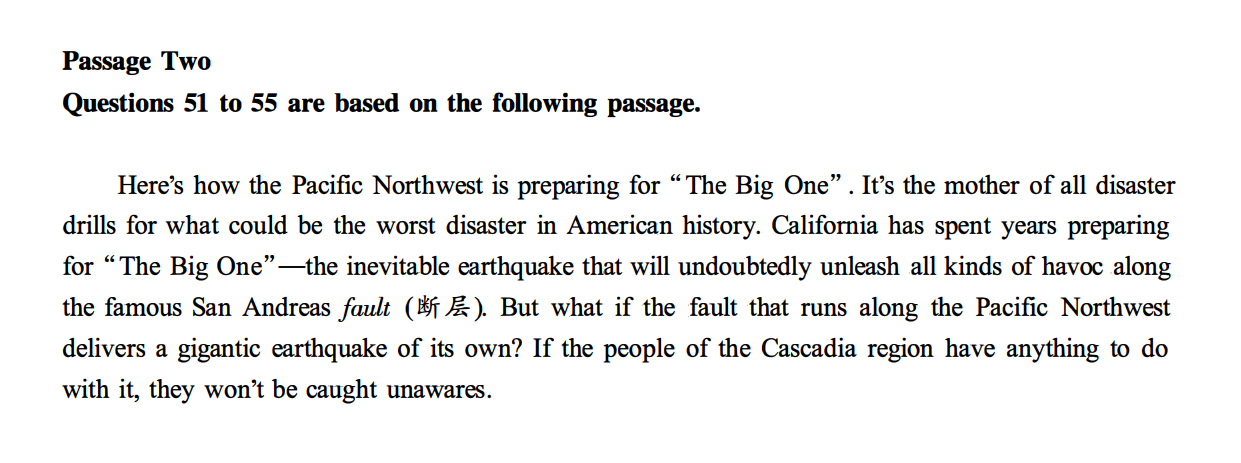 Passage Two
Questions 51 to 55 are based on the following passage.
Here’s how the Pacific Northwest is preparing for “The Big One”. It’s the mother of all disaster
drills for what could be the worst disaster in American history. California has spent years preparing
for “The Big One”—the inevitable earthquake that will undoubtedly unleash all kinds of havoc along
the famous San Andreas fault (断层). But what if the fault that runs along the Pacific Northwest
delivers a gigantic earthquake of its own? If the people of the Cascadia region have anything to do
with it, they won’t be caught unawares.